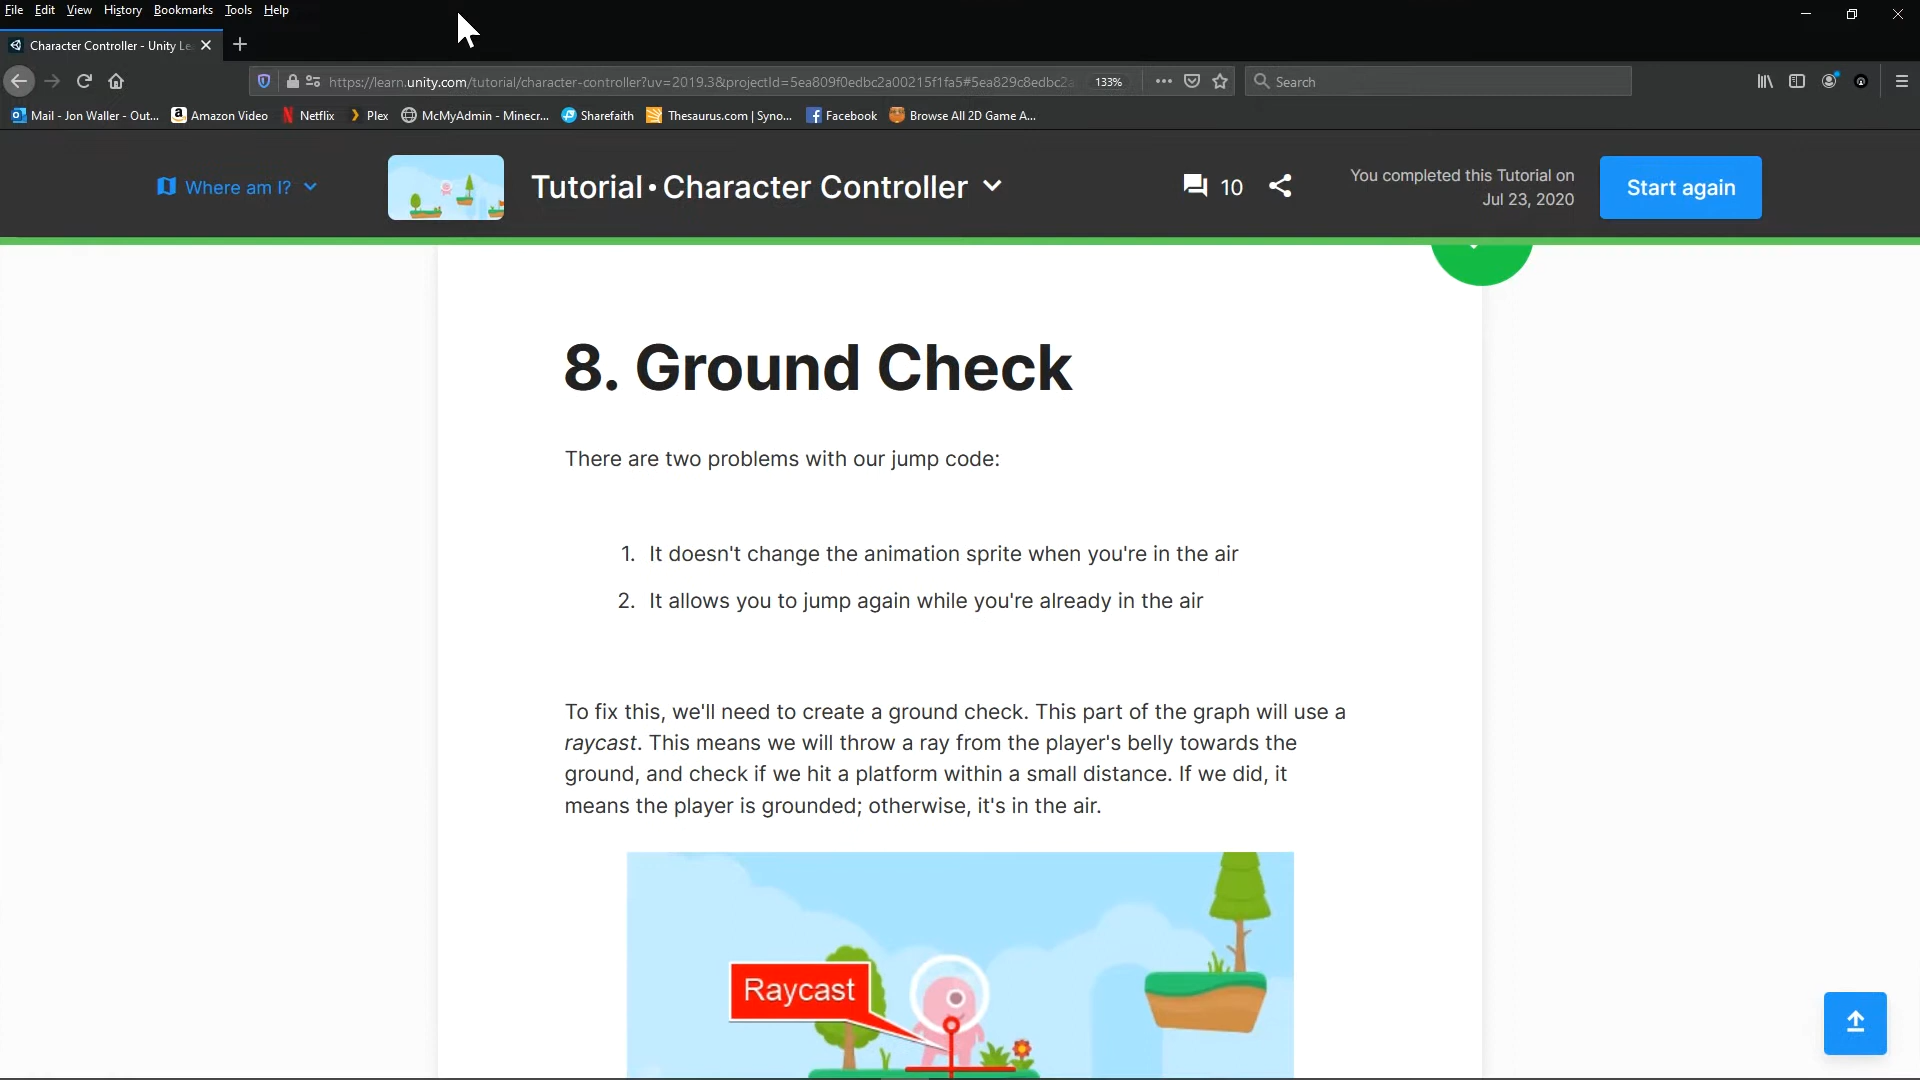 File Edit View History Bookmarks Tools Help
Character Controller - Unity Le
https://learn.unity.com/tutorial/character-controller?uv=2019.3&projectId=5ea809f0edbc2a00215f1fa5#5ea829c8edbc2a 133% Search
Mail - Jon Waller - Out... Amazon Video Netflix Plex McMyAdmin - Minecr... Sharefaith Thesaurus.com | Syno... Facebook Browse All 2D Game A...
Where am I? Tutorial • Character Controller 10 You completed this Tutorial on
Jul 23, 2020
Start again
8. Ground Check
There are two problems with our jump code:
1. It doesn't change the animation sprite when you're in the air
2. It allows you to jump again while you're already in the air
To fix this, we'll need to create a ground check. This part of the graph will use a
raycast. This means we will throw a ray from the player's belly towards the
ground, and check if we hit a platform within a small distance. If we did, it
means the player is grounded; otherwise, it's in the air.
Raycast